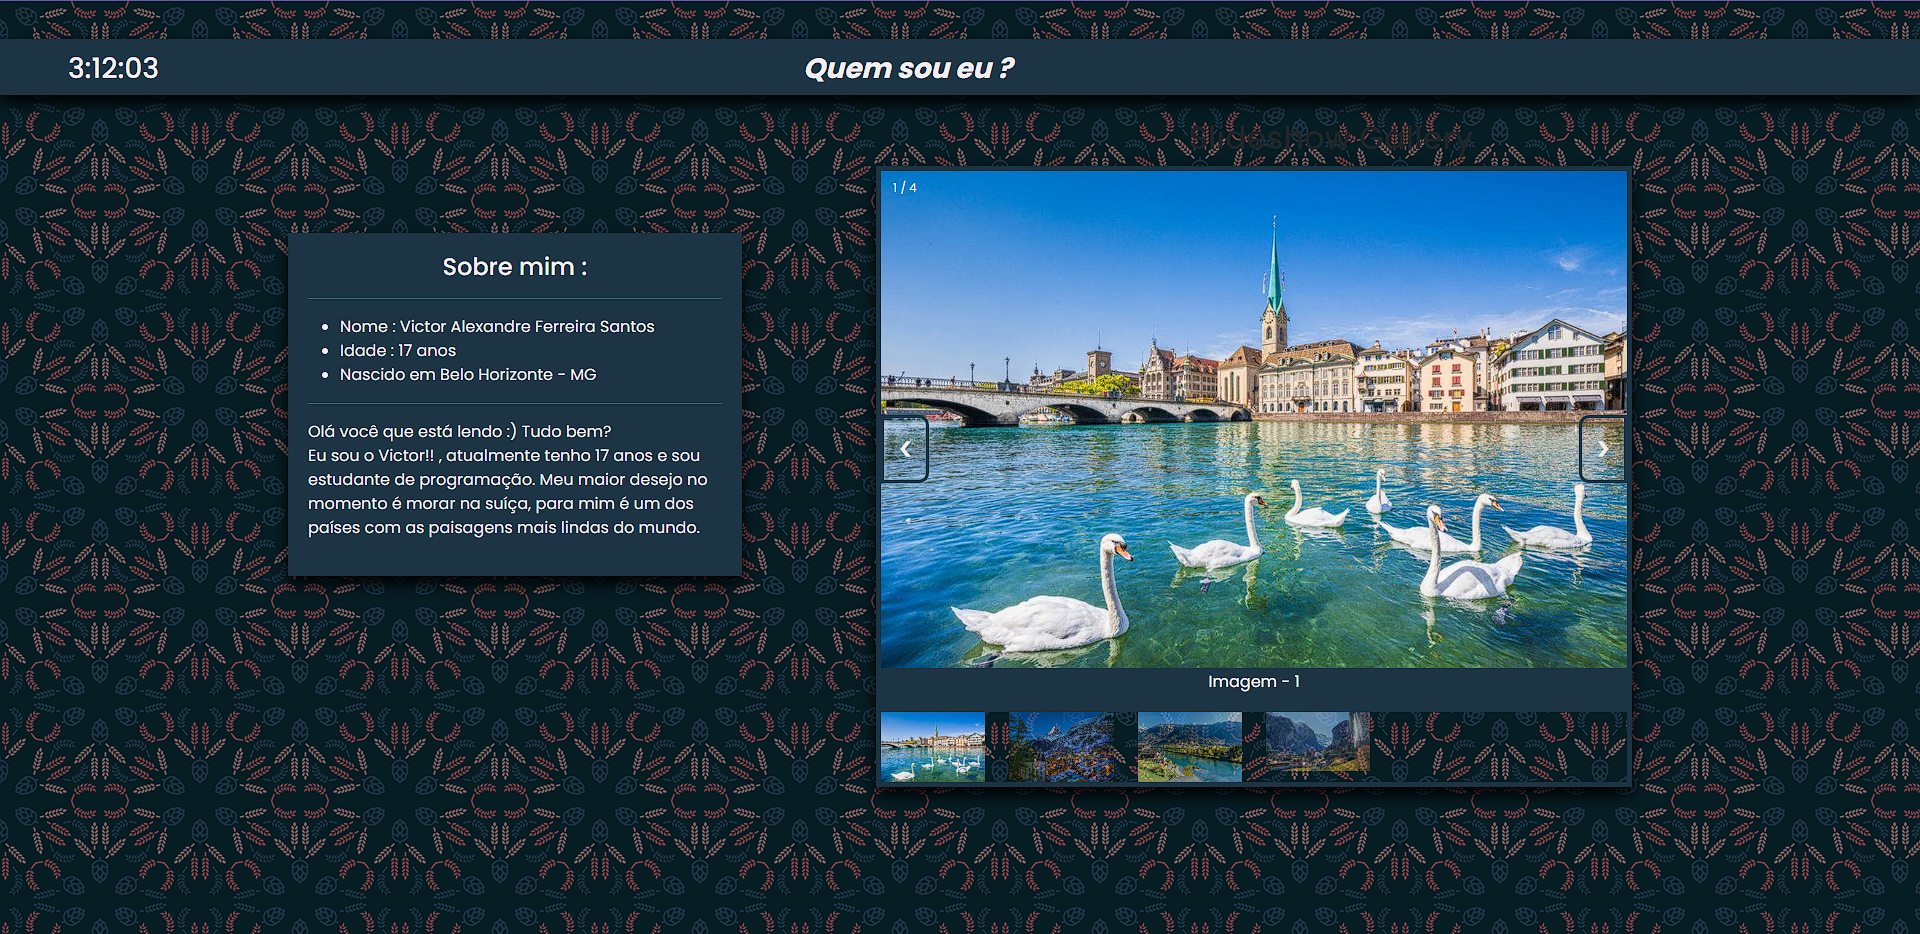 3:12:03
Quem sou eu ?
Slideshow Gallery
1 / 4
Sobre mim :
Nome : Victor Alexandre Ferreira Santos
Idade : 17 anos
Nascido em Belo Horizonte - MG
Olá você que está lendo :) Tudo bem?
Eu sou o Victor!! , atualmente tenho 17 anos e sou
estudante de programação. Meu maior desejo no
momento é morar na suíça, para mim é um dos
países com as paisagens mais lindas do mundo.
Imagem - 1